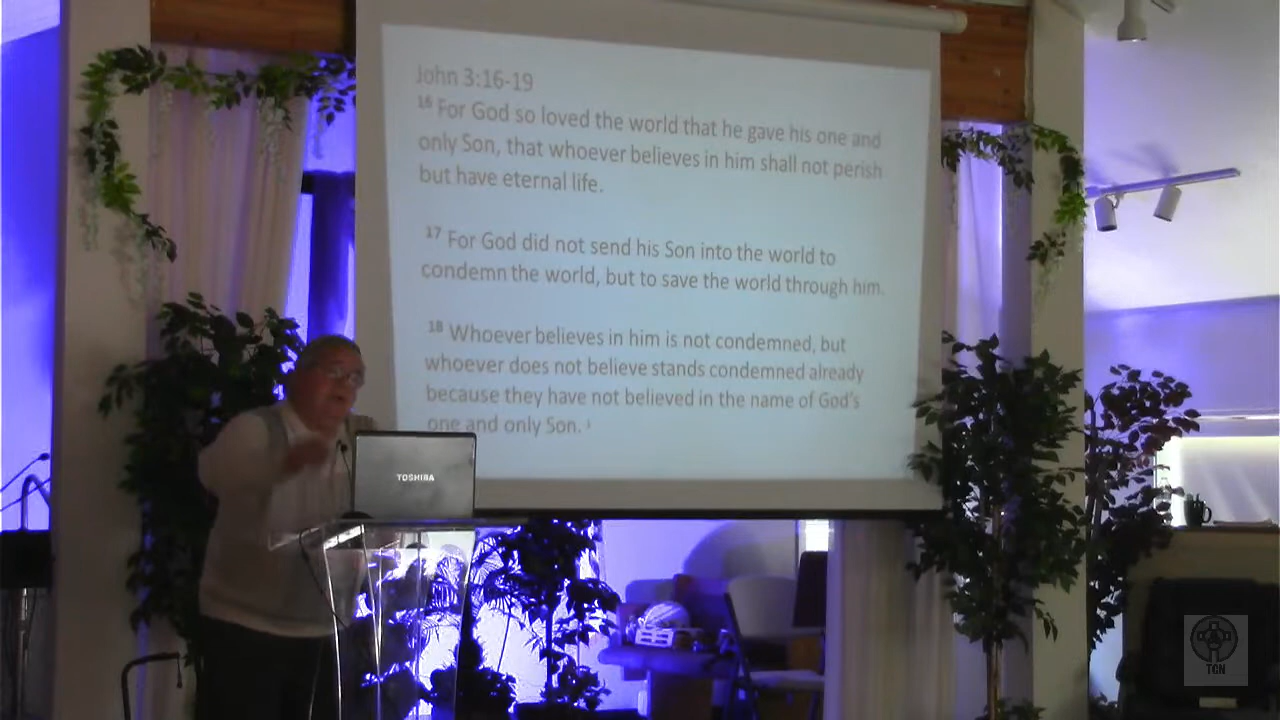 John 3:16-19
16 For God so loved the world that he gave his one and
only Son, that whoever believes in him shall not perish
but have eternal life.
17 For God did not send his Son into the world to
condemn the world, but to save the world through him.
18 Whoever believes in him is not condemned, but
whoever does not believe stands condemned already
because they have not believed in the name of God's
one and only Son.
TOSHIBA
TGN